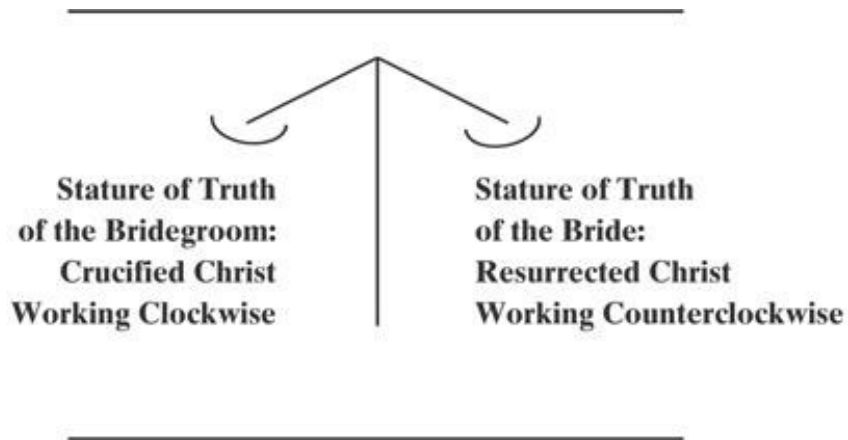 Stature of Truth
of the Bridegroom:
Crucified Christ
Working Clockwise
Stature of Truth
of the Bride:
Resurrected Christ
Working Counterclockwise